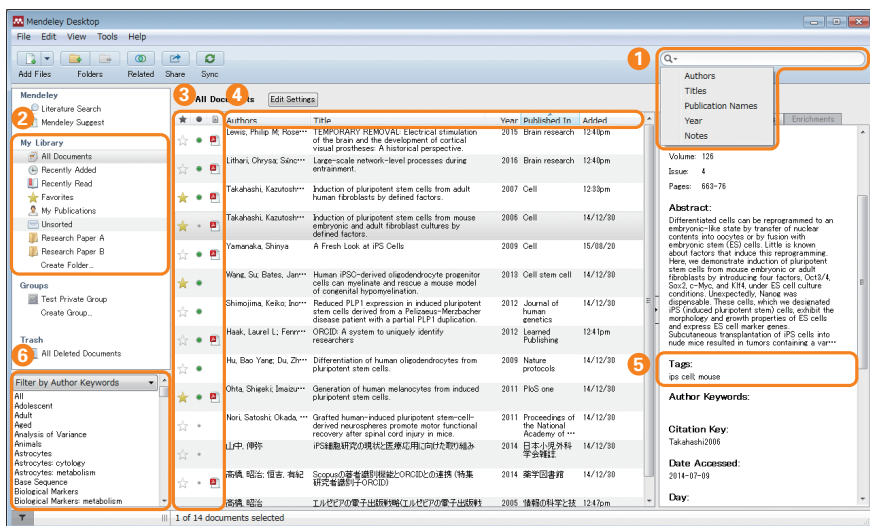 Mendeley Desktop
File Edit View Tools Help
Add Files Folders Related Share Sync
1
Authors
Titles
Publication Names
Year
Notes
Mendeley
Literature Search
Mendeley Suggest
2
My Library
All Documents
Recently Added
Recently Read
Favorites
My Publications
Unsorted
Research Paper A
Research Paper B
Create Folder...
Groups
Test Private Group
Create Group...
Trash
All Deleted Documents
6
Filter by Author Keywords
All
Adolescent
Adult
Aged
Analysis of Variance
Animals
Astrocytes
Astrocytes: cytology
Astrocytes: metabolism
Base Sequence
Biological Markers
Biological Markers: metabolism
3
4
All Documents Edit Settings
Authors Title Year Published In Added
Lewis, Philip M; Rose··· TEMPORARY REMOVAL: Electrical stimulation 2015 Brain research 12:40pm
of the brain and the development of cortical
visual prostheses: A historical perspective.
Lithari, Chrysa; Large-scale network-level processes during 2016 Brain research 12:40pm
entrainment.
Takahashi, Kazutosh··· Induction of pluripotent stem cells from adult 2007 Cell 12:33pm
human fibroblasts by defined factors.
Takahashi, Kazutosh··· Induction of pluripotent stem cells from mouse 2006 Cell 14/12/30
embryonic and adult fibroblast cultures by
defined factors.
Yamanaka, Shinya A Fresh Look at iPS Cells 2009 Cell 15/08/20
Wang, Su; Bates, Jan··· Human iPSC-derived oligodendrocyte progenitor 2013 Cell stem cell 14/12/30
cells can myelinate and rescue a mouse model
of congenital hypomyelination.
Shimojima, Keiko; Ino··· Reduced PLP1 expression in induced pluripotent 2012 Journal of 14/12/30
stem cells derived from a Pelizaeus-Merzbacher human
disease patient with a partial PLP1 duplication. genetics
Haak, Laurel L; Fenn··· ORCID: A system to uniquely identify 2012 Learned 12:41pm
researchers Publishing
Hu, Bao Yang; Du, Zh··· Differentiation of human oligodendrocytes from 2009 Nature 14/12/30
pluripotent stem cells. protocols
Ohta, Shigeki; Imaizu··· Generation of human melanocytes from induced 2011 PloS one 14/12/30
pluripotent stem cells.
Nori, Satoshi; Okada, ··· Grafted human-induced pluripotent stem-cell- 2011 Proceedings of 14/12/30
derived neurospheres promote motor functional the National
recovery after spinal cord injury in mice. Academy of ···
山中, 伸弥 iPS細胞研究の現状と医療応用に向けた取り組み 2014 日本小児外科 14/12/30
学会雑誌
高橋, 昭治; 恒吉, 有紀 Scopusの著者識別機能とORCIDとの連携 (特集 2014 薬学図書館 14/12/30
研究者識別子ORCID)
高橋, 昭治 エルゼビアの電子出版戦略(エルゼビアの電子出版戦 2005 情報の科学と技 12:47pm
Enrichments
Volume: 126
Issue: 4
Pages: 663-76
Abstract:
Differentiated cells can be reprogrammed to an
embryonic-like state by transfer of nuclear
contents into oocytes or by fusion with
embryonic stem (ES) cells. Little is known
about factors that induce this reprogramming.
Here, we demonstrate induction of pluripotent
stem cells from mouse embryonic or adult
fibroblasts by introducing four factors, Oct3/4,
Sox2, c-Myc, and Klf4, under ES cell culture
conditions. Unexpectedly, Nanog was
dispensable. These cells, which we designated
iPS (induced pluripotent stem) cells, exhibit the
morphology and growth properties of ES cells
and express ES cell marker genes.
Subcutaneous transplantation of iPS cells into
nude mice resulted in tumors containing a var···
5
Tags:
ips cell; mouse
Author Keywords:
Citation Key:
Takahashi2006
Date Accessed:
2014-07-09
Day:
1 of 14 documents selected